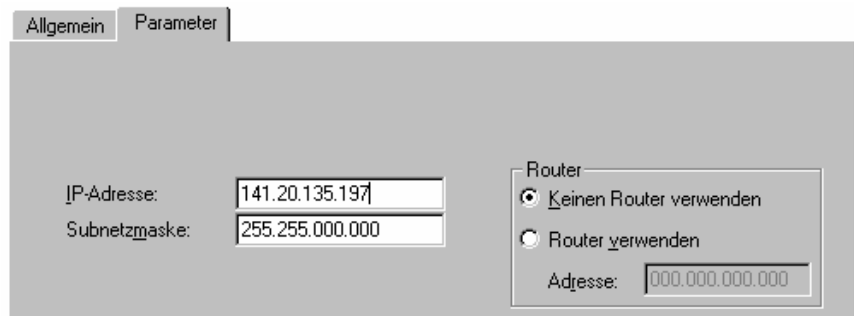 Allgemein Parameter
IP-Adresse: 141.20.135.197
Subnetzmaske: 255.255.000.000
Router
Keinen Router verwenden
Router verwenden
Adresse: 000.000.000.000